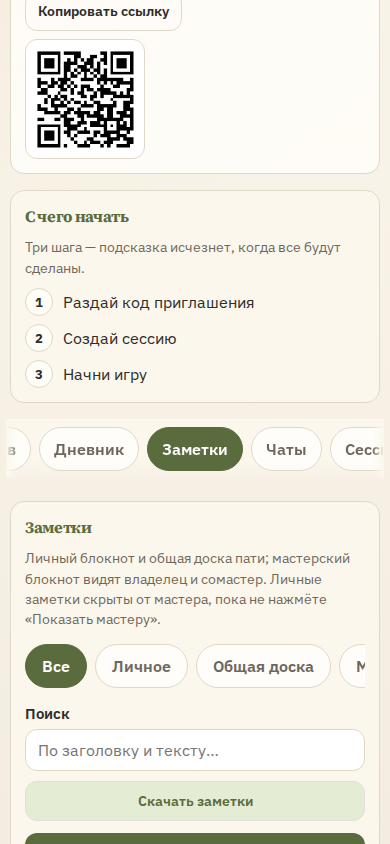 Копировать ссылку
С чего начать
Три шага — подсказка исчезнет, когда все будут
сделаны.
1 Раздай код приглашения
2 Создай сессию
3 Начни игру
в Дневник Заметки Чаты Сесс
Заметки
Личный блокнот и общая доска пати; мастерский
блокнот видят владелец и сомастер. Личные
заметки скрыты от мастера, пока не нажмёте
«Показать мастеру».
Все Личное Общая доска
Поиск
По заголовку и тексту...
Скачать заметки